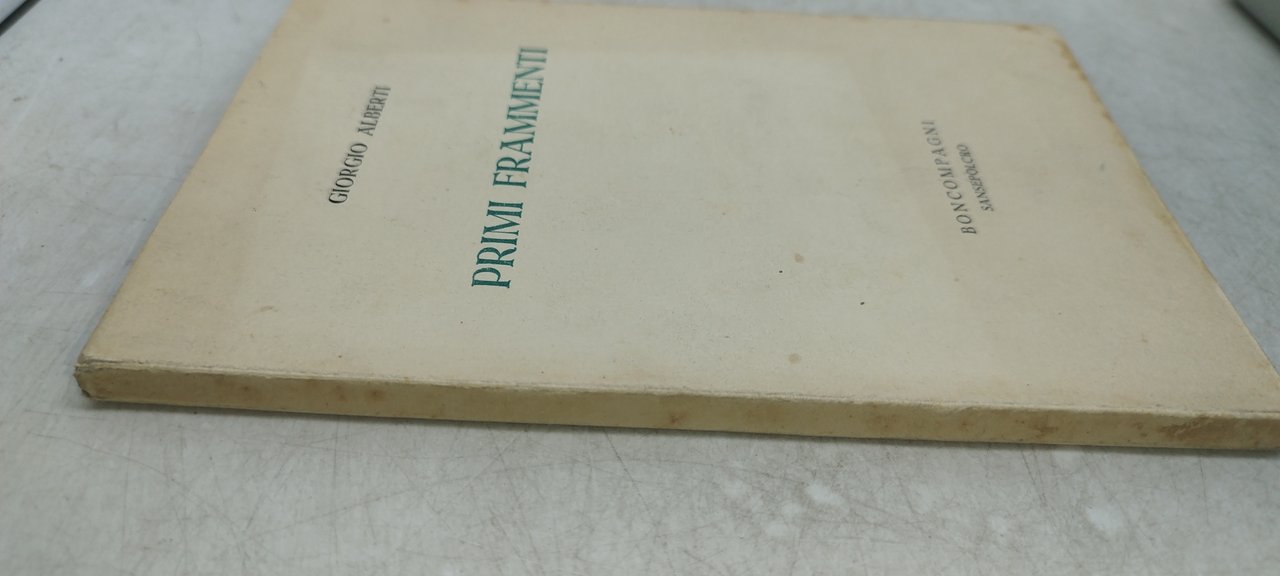 GIORGIO ALBERTI
PRIMI FRAMMENTI
BONCOMPAGNI
SANSEPOLCRO